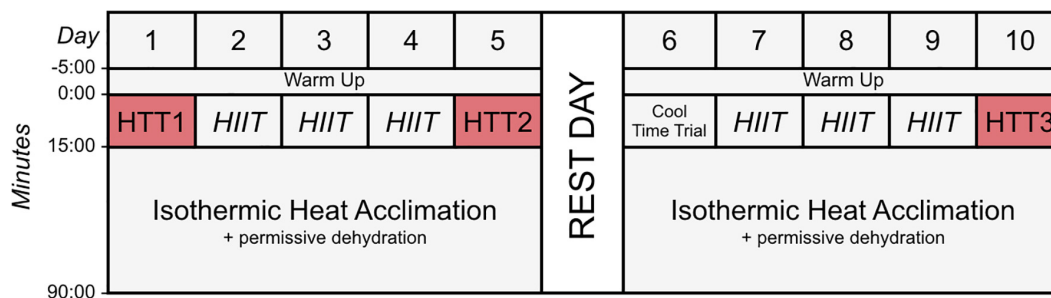 Day 1 2 3 4 5 6 7 8 9 10
-5:00 Warm Up Warm Up
0:00
HTT1 HIIT HIIT HIIT HTT2 Cool Time Trial HIIT HIIT HIIT HTT3
15:00
Minutes
REST DAY
Isothermic Heat Acclimation
+ permissive dehydration
Isothermic Heat Acclimation
+ permissive dehydration
90:00